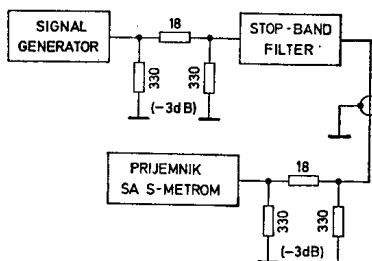 SIGNAL
GENERATOR
18
330
330
(-3dB)
STOP-BAND
FILTER
PRIJEMNIK
SA S-METROM
18
330
330
(-3dB)